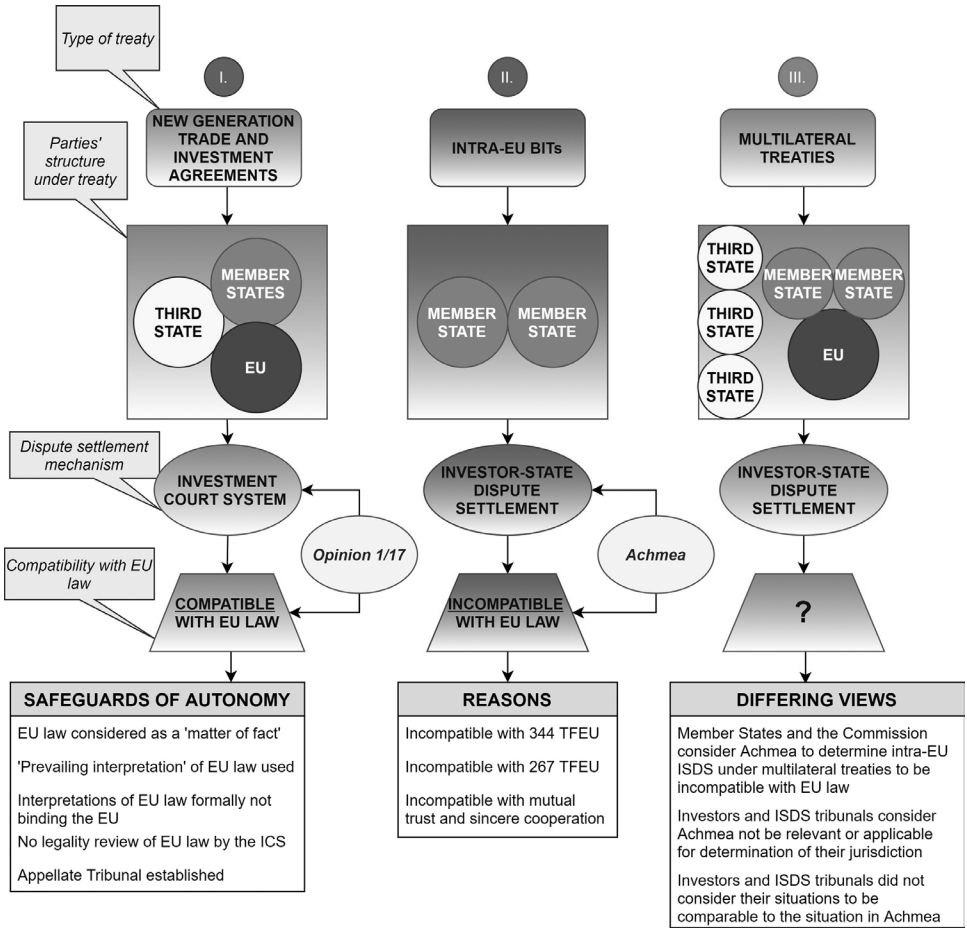 Type of treaty
I.
II.
III.
NEW GENERATION
TRADE AND
INVESTMENT
AGREEMENTS
INTRA-EU BITs
MULTILATERAL
TREATIES
Parties'
structure
under treaty
THIRD
STATE
MEMBER
STATES
EU
MEMBER
STATE
MEMBER
STATE
THIRD
STATE
THIRD
STATE
THIRD
STATE
MEMBER
STATE
MEMBER
STATE
EU
Dispute settlement
mechanism
INVESTMENT
COURT SYSTEM
INVESTOR-STATE
DISPUTE
SETTLEMENT
INVESTOR-STATE
DISPUTE
SETTLEMENT
Opinion 1/17
Achmea
Compatibility with EU
law
COMPATIBLE
WITH EU LAW
INCOMPATIBLE
WITH EU LAW
?
SAFEGUARDS OF AUTONOMY
EU law considered as a 'matter of fact'
'Prevailing interpretation' of EU law used
Interpretations of EU law formally not
binding the EU
No legality review of EU law by the ICS
Appellate Tribunal established
REASONS
Incompatible with 344 TFEU
Incompatible with 267 TFEU
Incompatible with mutual
trust and sincere cooperation
DIFFERING VIEWS
Member States and the Commission
consider Achmea to determine intra-EU
ISDS under multilateral treaties to be
incompatible with EU law
Investors and ISDS tribunals consider
Achmea not be relevant or applicable
for determination of their jurisdiction
Investors and ISDS tribunals did not
consider their situations to be
comparable to the situation in Achmea